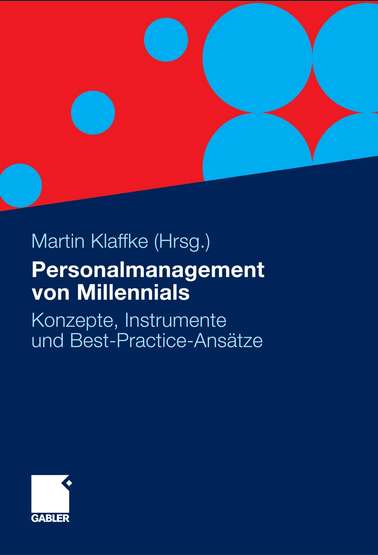 Martin Klaffke (Hrsg.)
Personalmanagement
von Millennials
Konzepte, Instrumente
und Best-Practice-Ansätze
GABLER